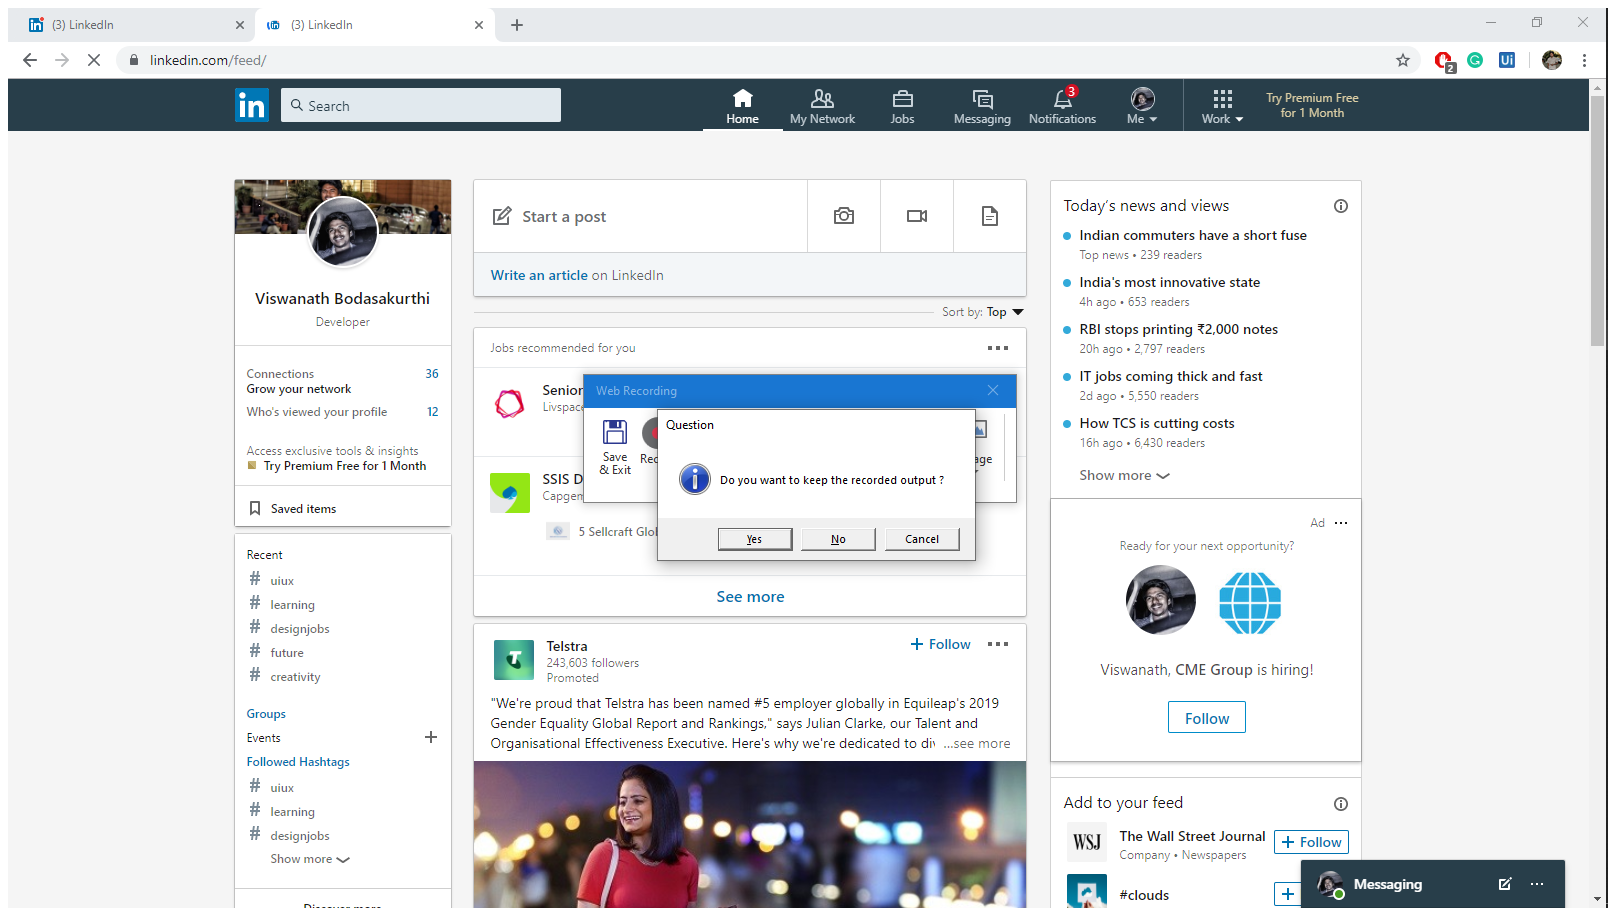 (3) LinkedIn
(3) LinkedIn
linkedin.com/feed/
2
Ui
in
Search
Home
My Network
Jobs
Messaging
3
Notifications
Me
Work
Try Premium Free
for 1 Month
Viswanath Bodasakurthi
Developer
Connections 36
Grow your network
Who's viewed your profile 12
Access exclusive tools & insights
Try Premium Free for 1 Month
Saved items
Recent
# uiux
# learning
# designjobs
# future
# creativity
Groups
Events
Followed Hashtags
# uiux
# learning
# designjobs
Show more
Start a post
Write an article on LinkedIn
Sort by: Top
Jobs recommended for you
Senior
Livspace
SSIS D
Capgem
5 Sellcraft Glo
See more
Web Recording
Save
& Exit
Rec
age
Question
Do you want to keep the recorded output ?
Yes
No
Cancel
Telstra
243,603 followers
Promoted
+ Follow
"We're proud that Telstra has been named #5 employer globally in Equileap's 2019
Gender Equality Global Report and Rankings," says Julian Clarke, our Talent and
Organisational Effectiveness Executive. Here's why we're dedicated to di ...see more
Today's news and views
Indian commuters have a short fuse
Top news • 239 readers
India's most innovative state
4h ago • 653 readers
RBI stops printing ₹2,000 notes
20h ago • 2,797 readers
IT jobs coming thick and fast
2d ago • 5,550 readers
How TCS is cutting costs
16h ago • 6,430 readers
Show more
Ad
Ready for your next opportunity?
Viswanath, CME Group is hiring!
Follow
Add to your feed
WSJ
The Wall Street Journal
Company • Newspapers
+ Follow
#clouds
+
Messaging